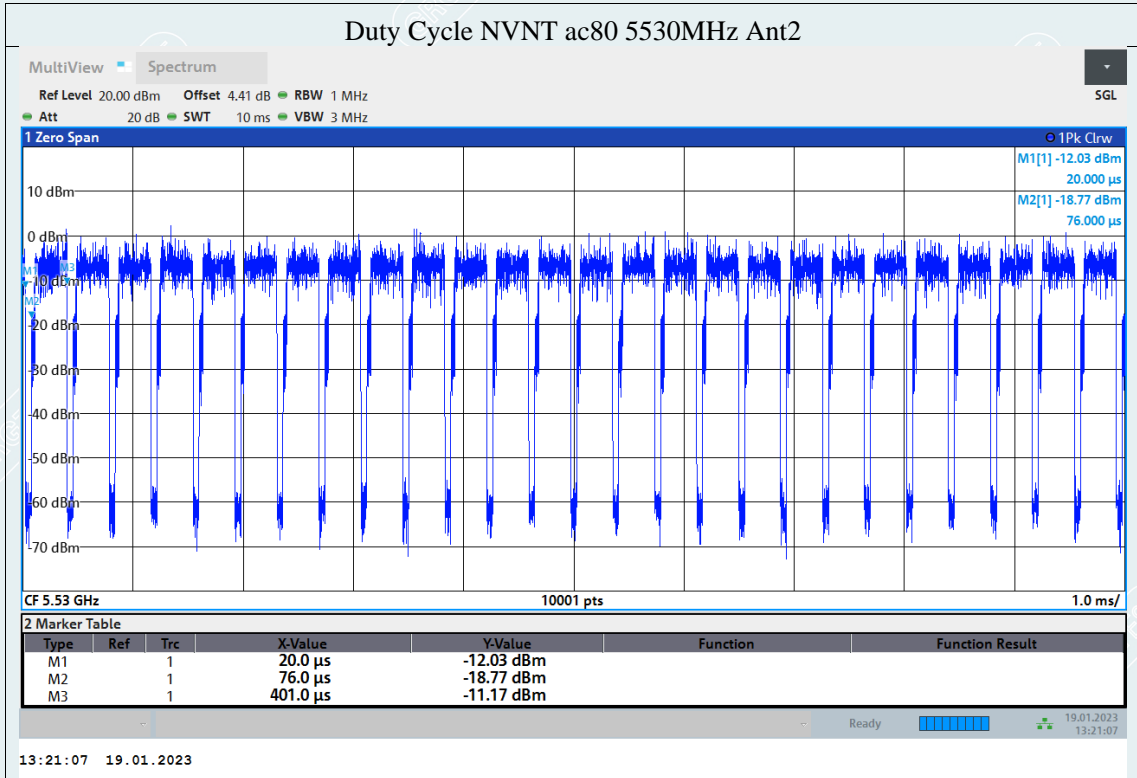 Duty Cycle NVNT ac80 5530MHz Ant2
MultiView Spectrum
Ref Level 20.00 dBm Offset 4.41 dB RBW 1 MHz SGL
Att 20 dB SWT 10 ms VBW 3 MHz
1 Zero Span 1Pk Clrw
M1[1] -12.03 dBm
20.000 µs
M2[1] -18.77 dBm
76.000 µs
10 dBm
0 dBm
M1 M3
-10 dBm
M2
-20 dBm
-30 dBm
-40 dBm
-50 dBm
-60 dBm
-70 dBm
CF 5.53 GHz 10001 pts 1.0 ms/
2 Marker Table
Type Ref Trc X-Value Y-Value Function Function Result
M1 1 20.0 µs -12.03 dBm
M2 1 76.0 µs -18.77 dBm
M3 1 401.0 µs -11.17 dBm
Ready 19.01.2023
13:21:07
13:21:07 19.01.2023